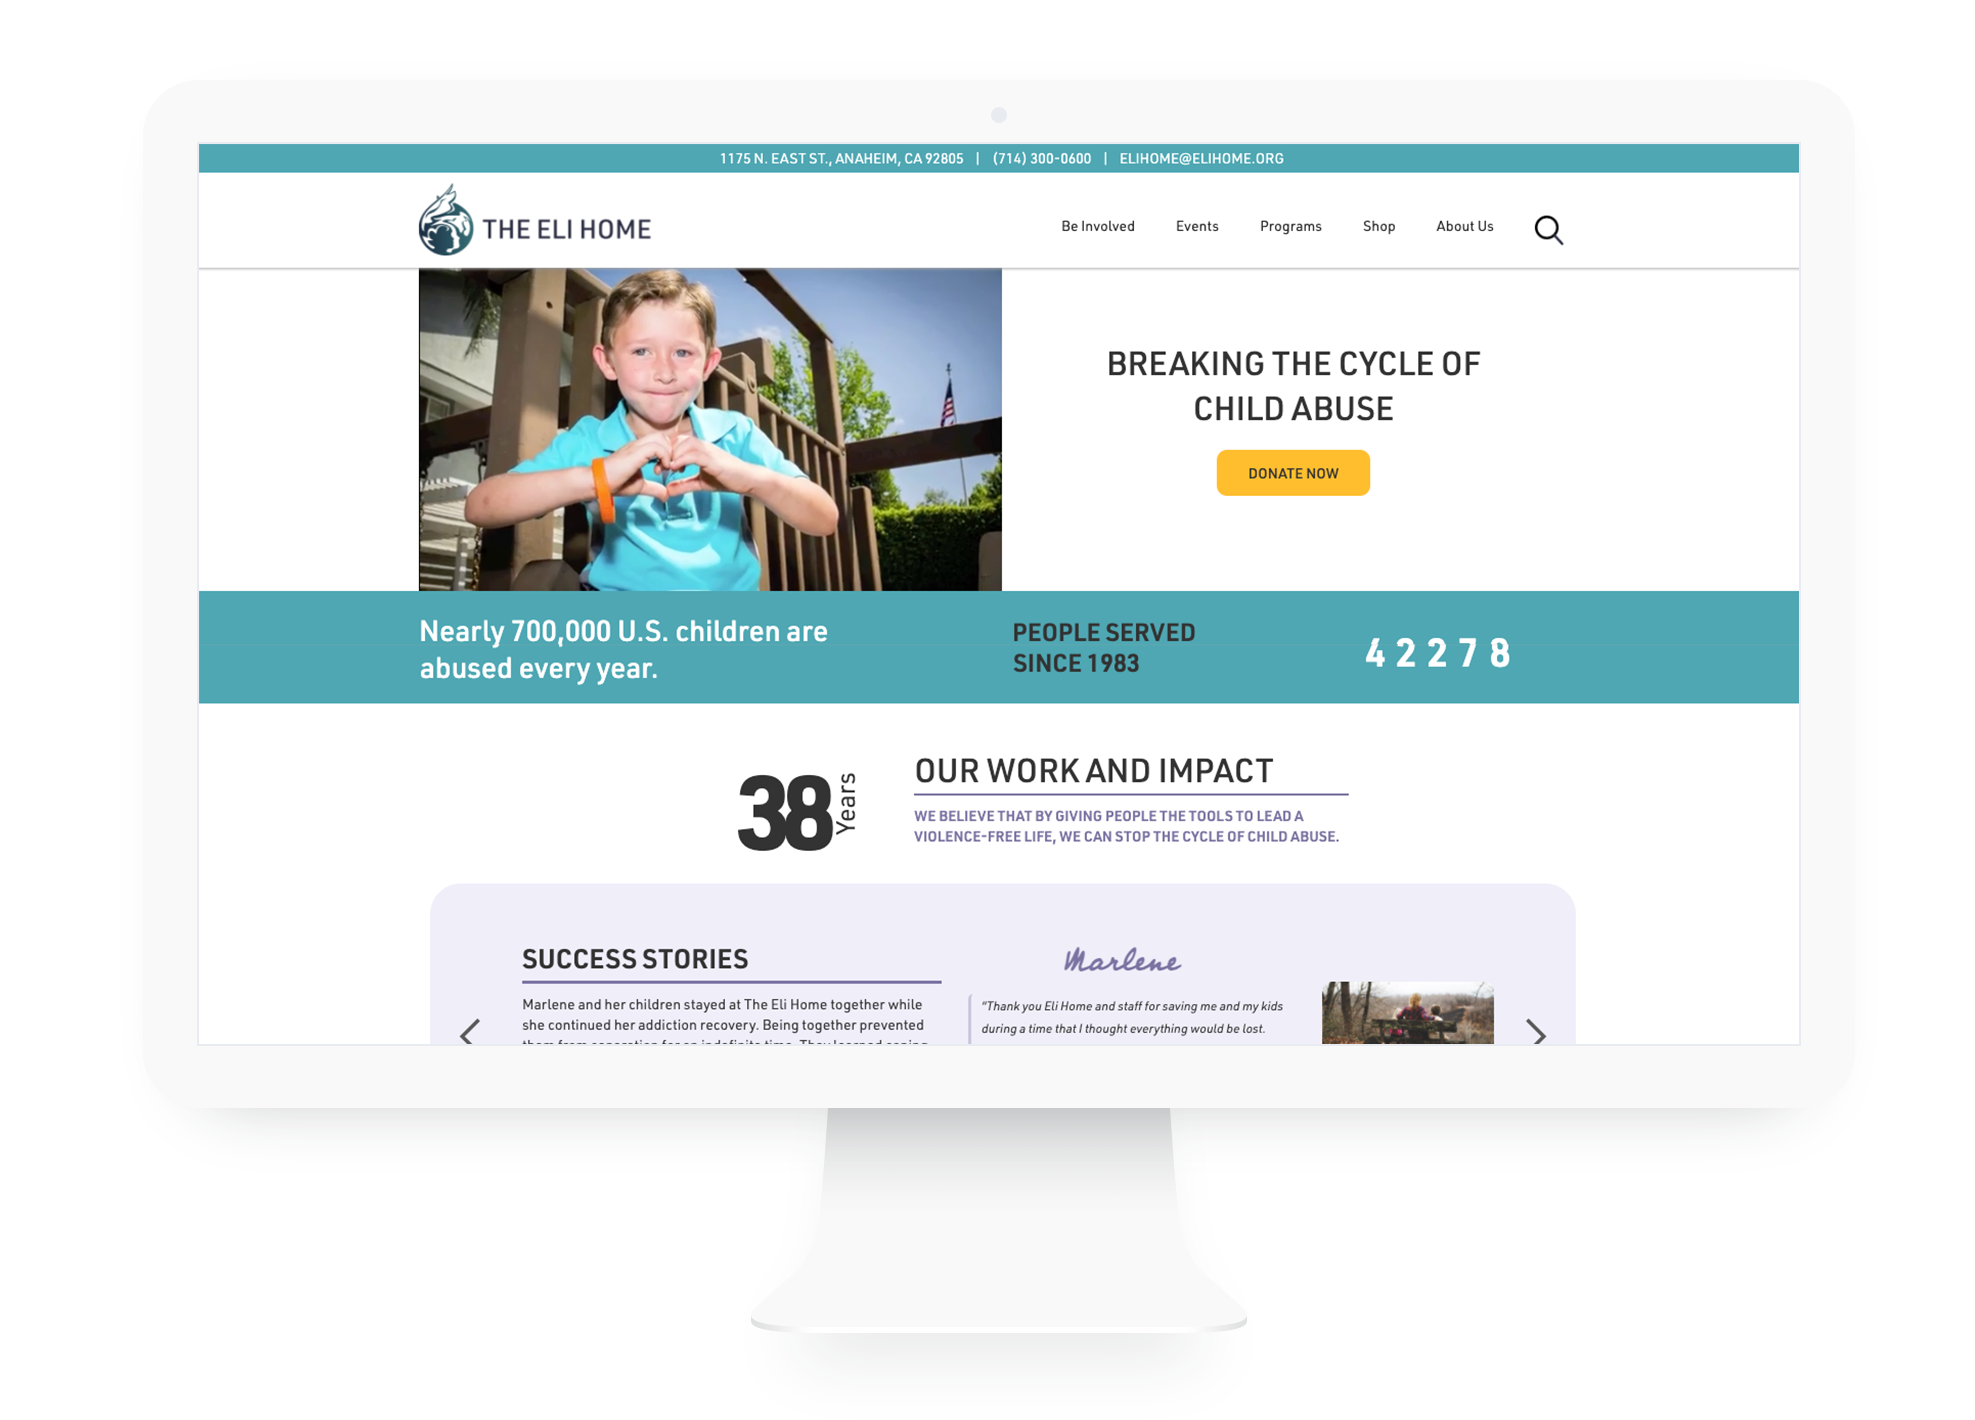 1175 N. EAST ST., ANAHEIM, CA 92805 | (714) 300-0600 | ELIHOME@ELIHOME.ORG
THE ELI HOME
Be Involved Events Programs Shop About Us
BREAKING THE CYCLE OF
CHILD ABUSE
DONATE NOW
Nearly 700,000 U.S. children are
abused every year.
PEOPLE SERVED
SINCE 1983
4 2 2 7 8
38 Years
OUR WORK AND IMPACT
WE BELIEVE THAT BY GIVING PEOPLE THE TOOLS TO LEAD A
VIOLENCE-FREE LIFE, WE CAN STOP THE CYCLE OF CHILD ABUSE.
SUCCESS STORIES
Marlene and her children stayed at The Eli Home together while
she continued her addiction recovery. Being together prevented
Marlene
"Thank you Eli Home and staff for saving me and my kids
during a time that I thought everything would be lost.